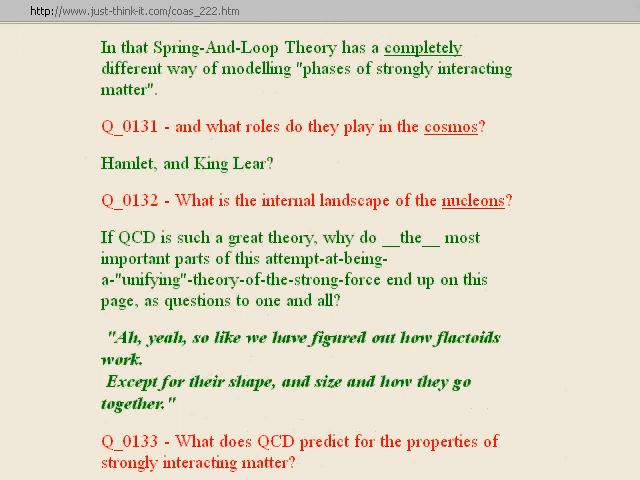 http://www.just-think-it.com/coas_222.htm
In that Spring-And-Loop Theory has a completely
different way of modelling "phases of strongly interacting
matter".
Q_0131 - and what roles do they play in the cosmos?
Hamlet, and King Lear?
Q_0132 - What is the internal landscape of the nucleons?
If QCD is such a great theory, why do __the__ most
important parts of this attempt-at-being-
a-"unifying"-theory-of-the-strong-force end up on this
page, as questions to one and all?
"Ah, yeah, so like we have figured out how flactoids
work.
Except for their shape, and size and how they go
together."
Q_0133 - What does QCD predict for the properties of
strongly interacting matter?